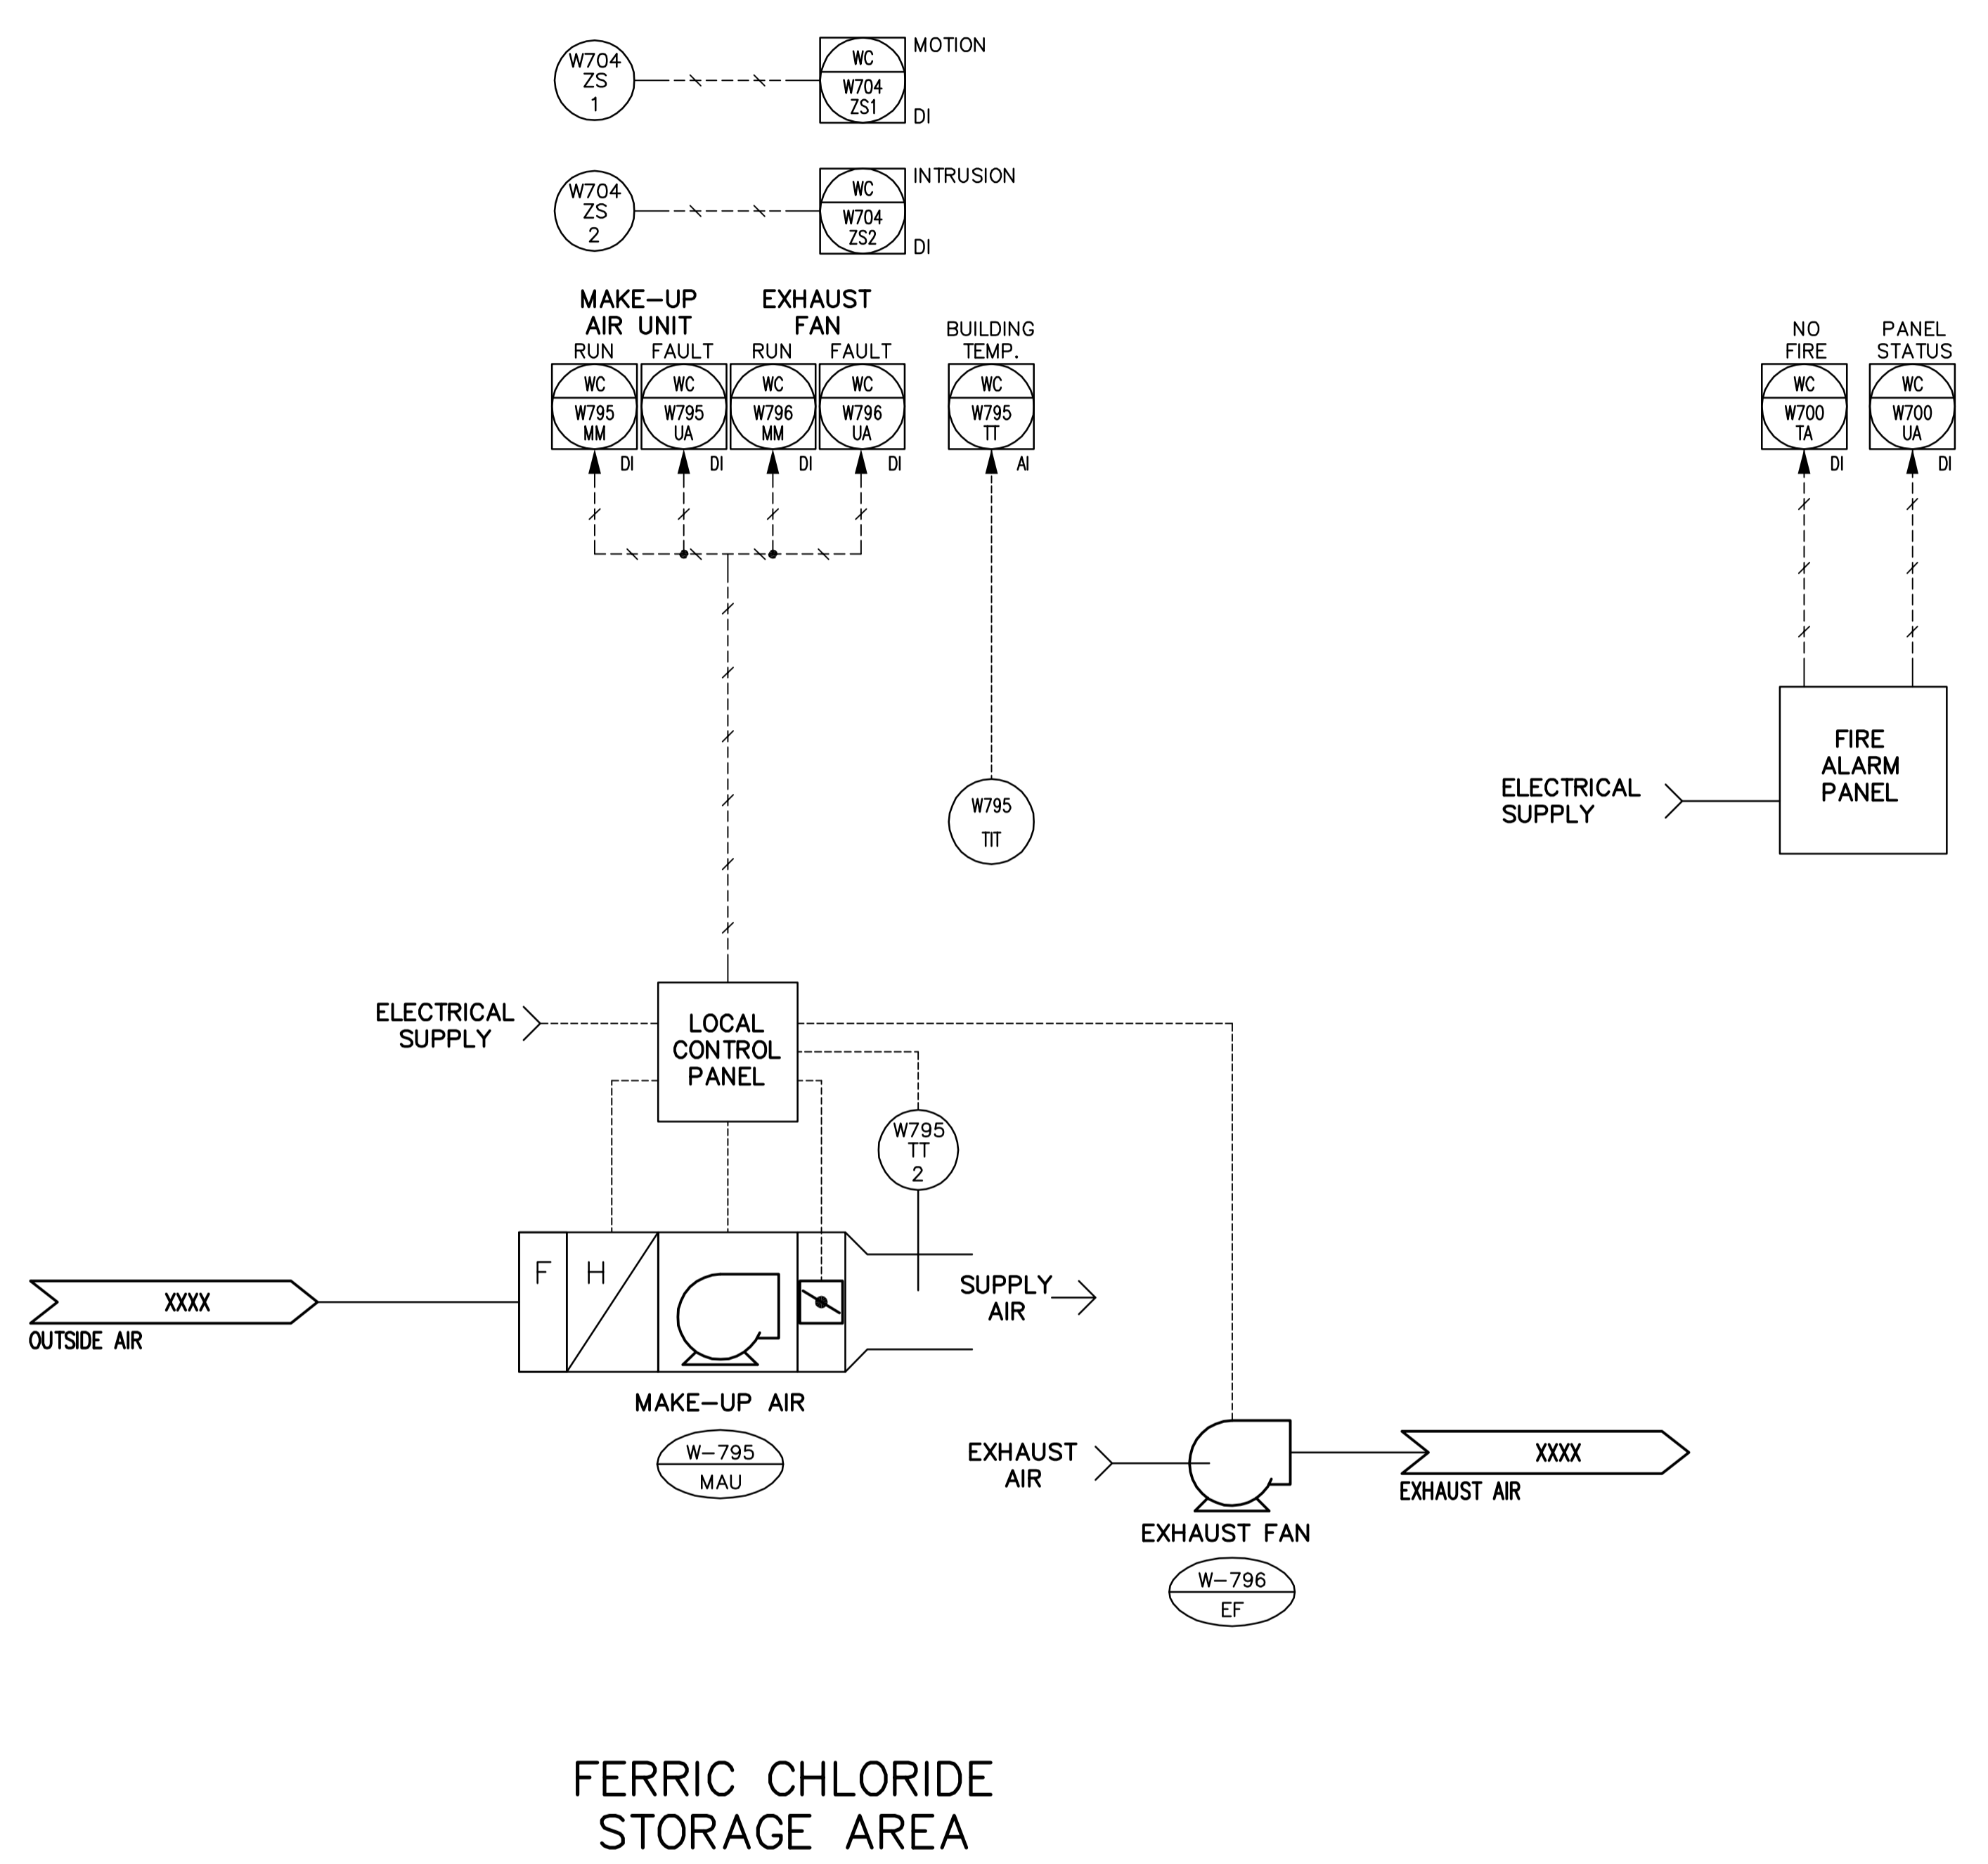 W704
ZS
1
WC
W704
ZS1
MOTION
DI
W704
ZS
2
WC
W704
ZS2
INTRUSION
DI
MAKE-UP
AIR UNIT
EXHAUST
FAN
RUN
FAULT
RUN
FAULT
BUILDING
TEMP.
NO
FIRE
PANEL
STATUS
WC
W795
MM
DI
WC
W795
UA
DI
WC
W796
MM
DI
WC
W796
UA
DI
WC
W795
TT
AI
WC
W700
TA
DI
WC
W700
UA
DI
W795
TIT
ELECTRICAL
SUPPLY
FIRE
ALARM
PANEL
ELECTRICAL
SUPPLY
LOCAL
CONTROL
PANEL
W795
TT
2
XXXX
OUTSIDE AIR
F
H
SUPPLY
AIR
MAKE-UP AIR
W-795
MAU
EXHAUST
AIR
XXXX
EXHAUST AIR
EXHAUST FAN
W-796
EF
FERRIC CHLORIDE
STORAGE AREA